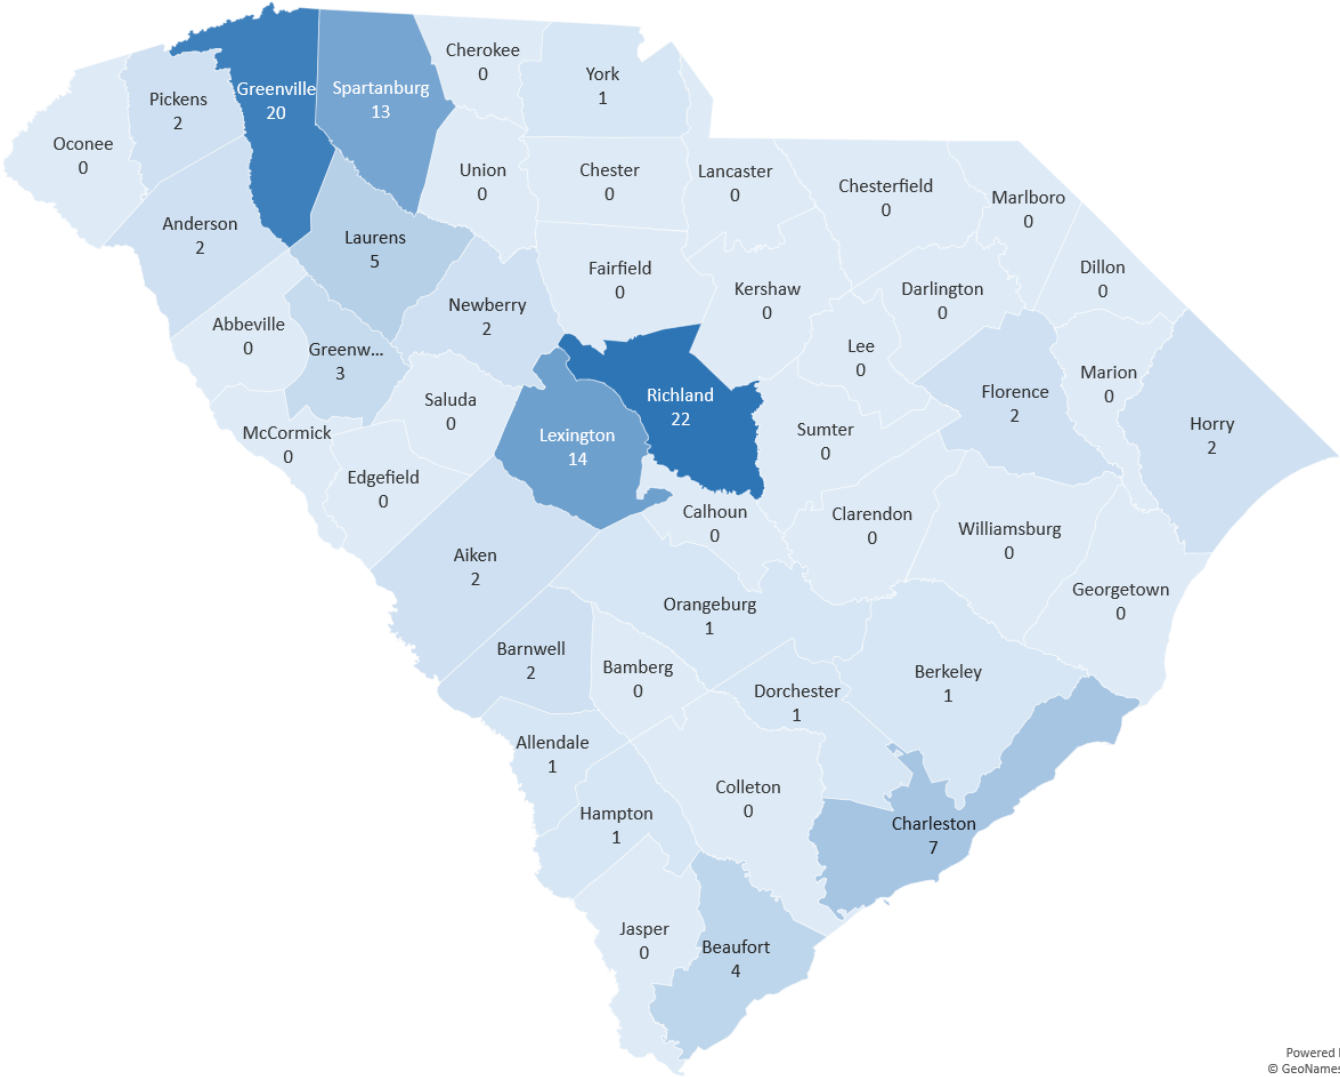 Cherokee
0
York
1
Greenville
20
Spartanburg
13
Pickens
2
Oconee
0
Union
0
Chester
0
Lancaster
0
Chesterfield
0
Marlboro
0
Anderson
2
Laurens
5
Fairfield
0
Kershaw
0
Darlington
0
Dillon
0
Newberry
2
Abbeville
0
Greenw...
3
Lee
0
Marion
0
Florence
2
Saluda
0
Richland
22
Horry
2
McCormick
0
Lexington
14
Sumter
0
Edgefield
0
Calhoun
0
Clarendon
0
Williamsburg
0
Aiken
2
Georgetown
0
Orangeburg
1
Barnwell
2
Bamberg
0
Berkeley
1
Dorchester
1
Allendale
1
Colleton
0
Hampton
1
Charleston
7
Jasper
0
Beaufort
4
Powered
© GeoNames